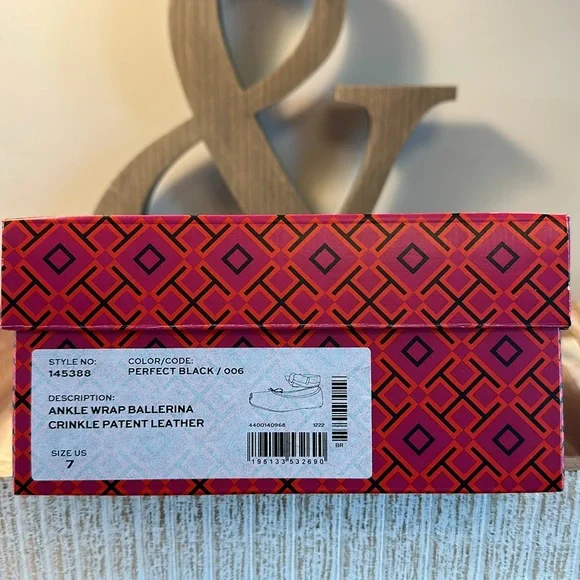 &
STYLE NO: COLOR/CODE:
145388 PERFECT BLACK / 006
DESCRIPTION:
ANKLE WRAP BALLERINA
CRINKLE PATENT LEATHER
4400140968 1222
SIZE US
7
196133532690
BR